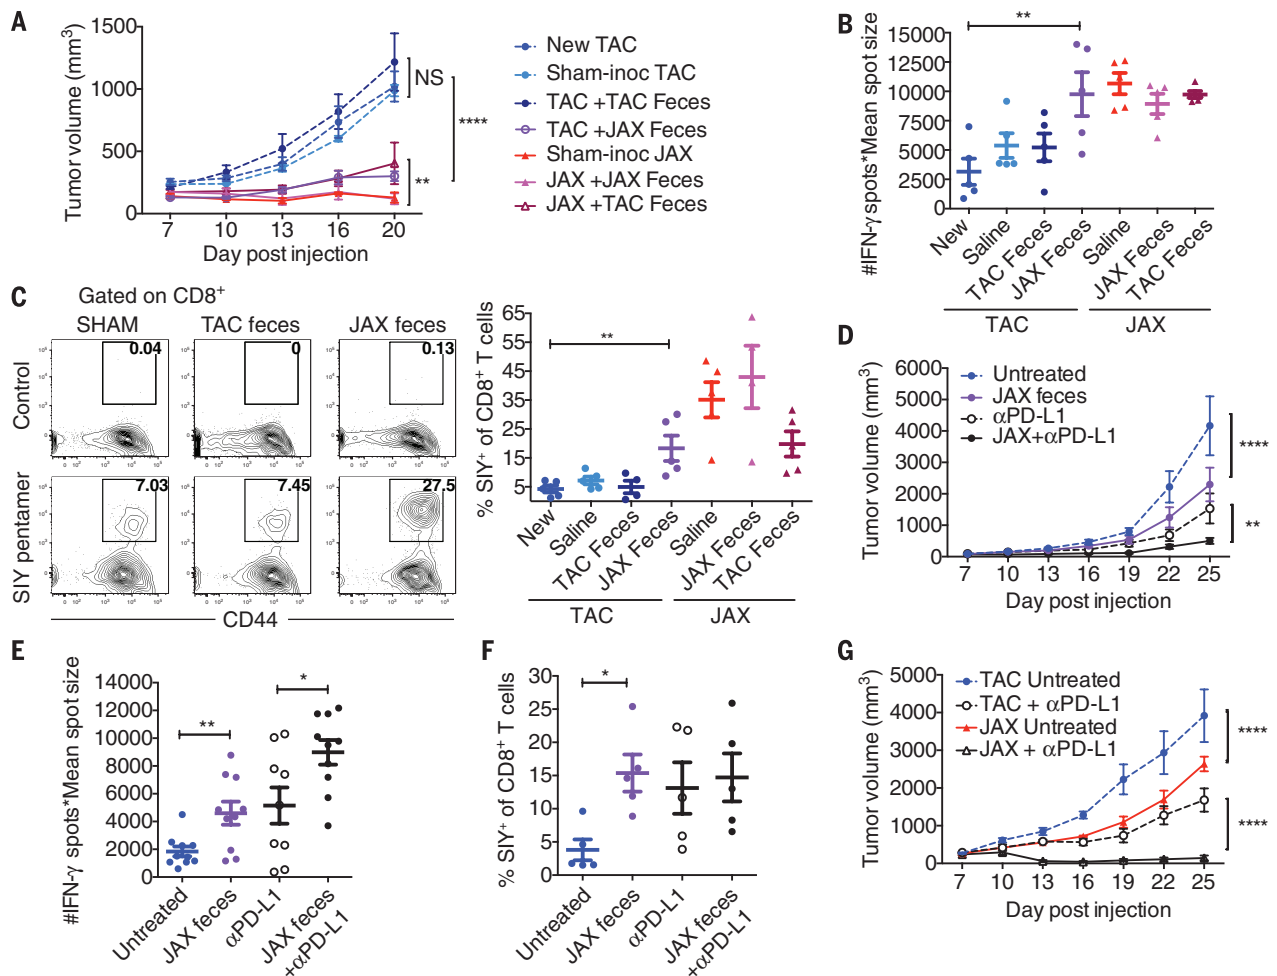 A
Tumor volume (mm³)
1500
1000
500
0
7 10 13 16 20
Day post injection
NS
****
**
New TAC
Sham-inoc TAC
TAC +TAC Feces
TAC +JAX Feces
Sham-inoc JAX
JAX +JAX Feces
JAX +TAC Feces
B
#IFN-γ spots*Mean spot size
15000
12500
10000
7500
5000
2500
0
**
New
Saline
TAC Feces
JAX Feces
Saline
JAX Feces
TAC Feces
TAC
JAX
C
Gated on CD8⁺
SHAM
TAC feces
JAX feces
Control
0.04
0
0.13
SIY pentamer
7.03
7.45
27.5
CD44
% SIY⁺ of CD8⁺ T cells
65
55
45
35
25
15
5
**
New
Saline
TAC Feces
JAX Feces
Saline
JAX Feces
TAC Feces
TAC
JAX
D
Tumor volume (mm³)
6000
5000
4000
3000
2000
1000
0
Untreated
JAX feces
αPD-L1
JAX+αPD-L1
****
**
7 10 13 16 19 22 25
Day post injection
E
#IFN-γ spots*Mean spot size
14000
12000
10000
8000
6000
4000
2000
0
**
*
Untreated
JAX feces
αPD-L1
JAX feces
+αPD-L1
F
% SIY⁺ of CD8⁺ T cells
30
25
20
15
10
5
0
*
Untreated
JAX feces
αPD-L1
JAX feces
+αPD-L1
G
Tumor volume (mm³)
5000
4000
3000
2000
1000
0
TAC Untreated
TAC + αPD-L1
JAX Untreated
JAX + αPD-L1
****
****
7 10 13 16 19 22 25
Day post injection